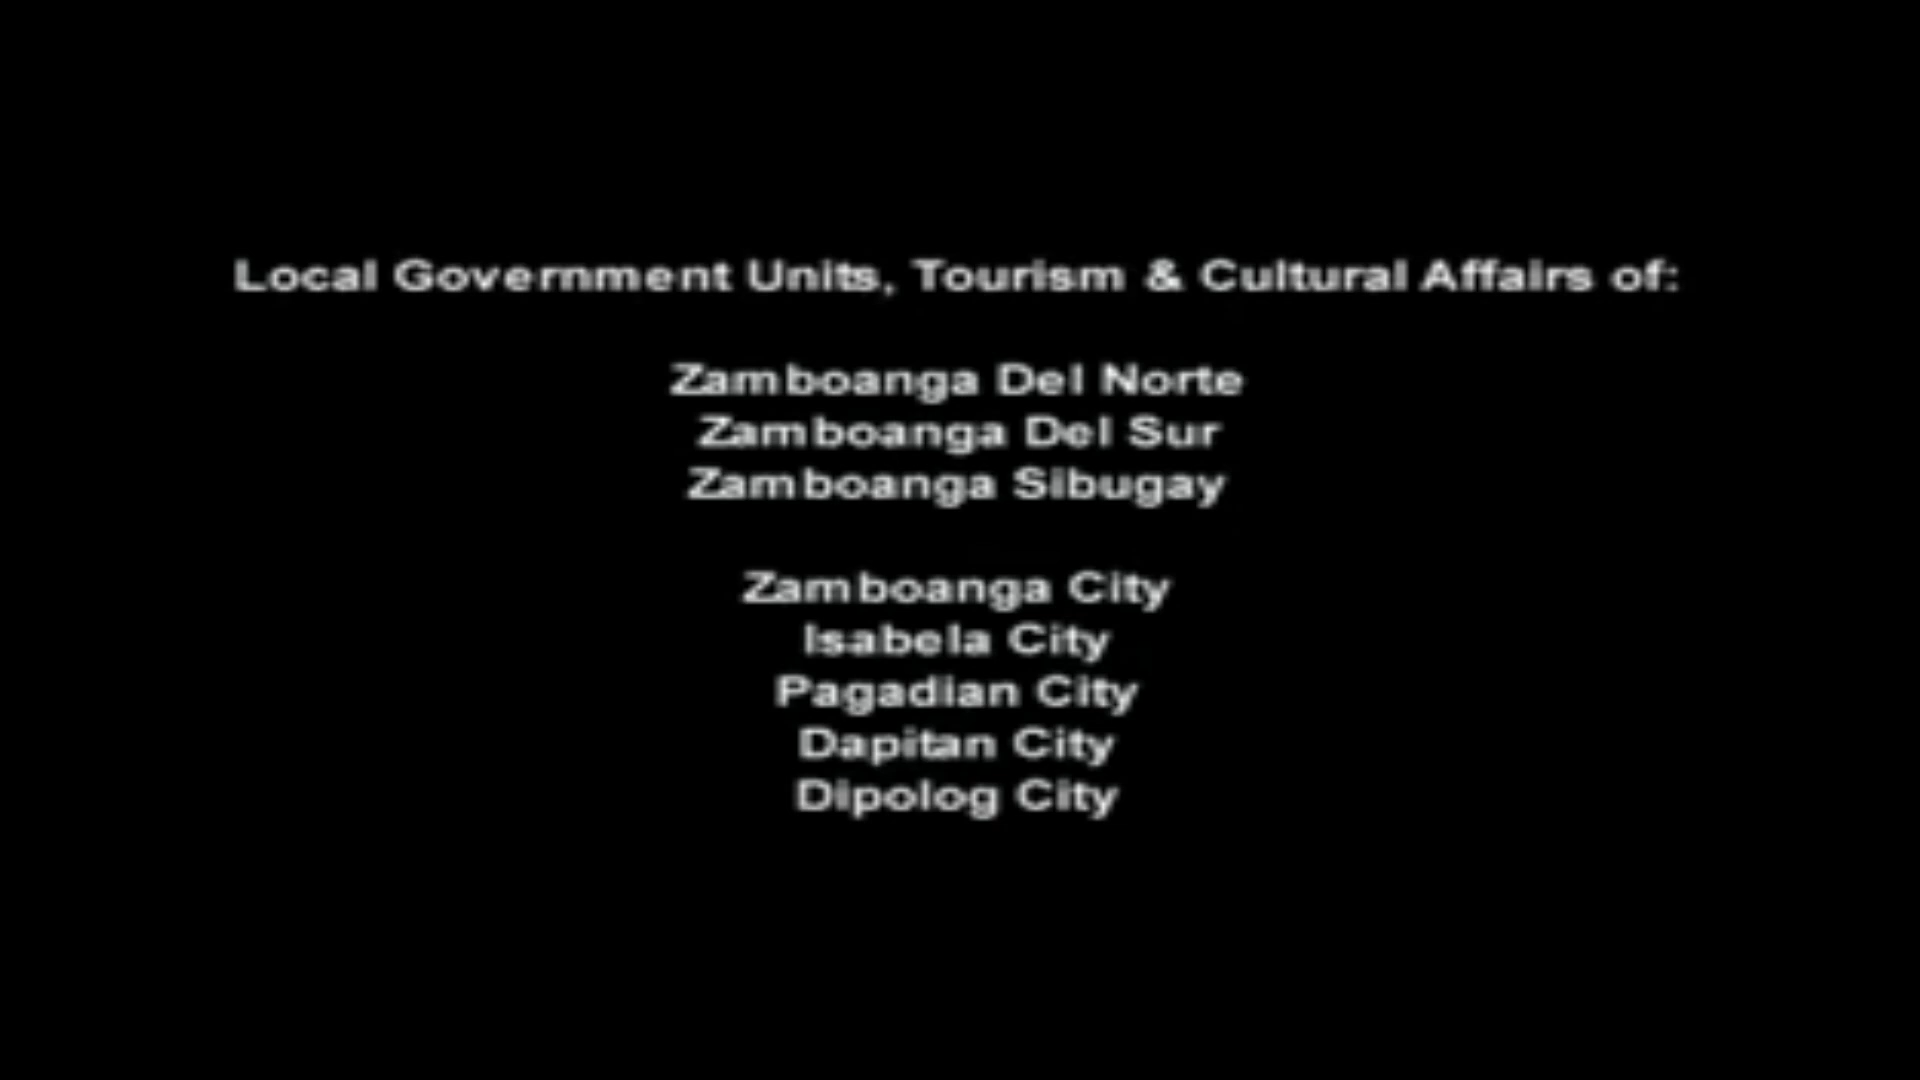 Local Government Units, Tourism & Cultural Affairs of:
Zamboanga Del Norte
Zamboanga Del Sur
Zamboanga Sibugay
Zamboanga City
Isabela City
Pagadian City
Dapitan City
Dipolog City